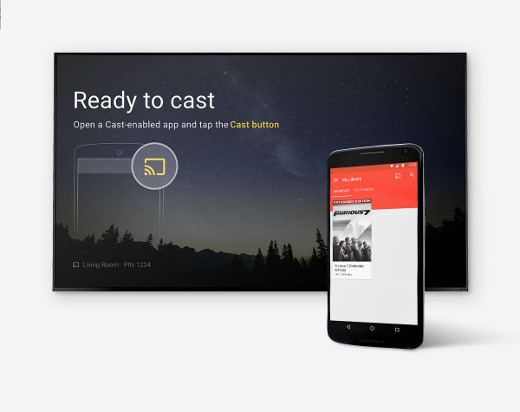 Ready to cast
Open a Cast-enabled app and tap the Cast button
Living Room · PIN 1234
My Library
EXTENDED EDITION
FURIOUS 7